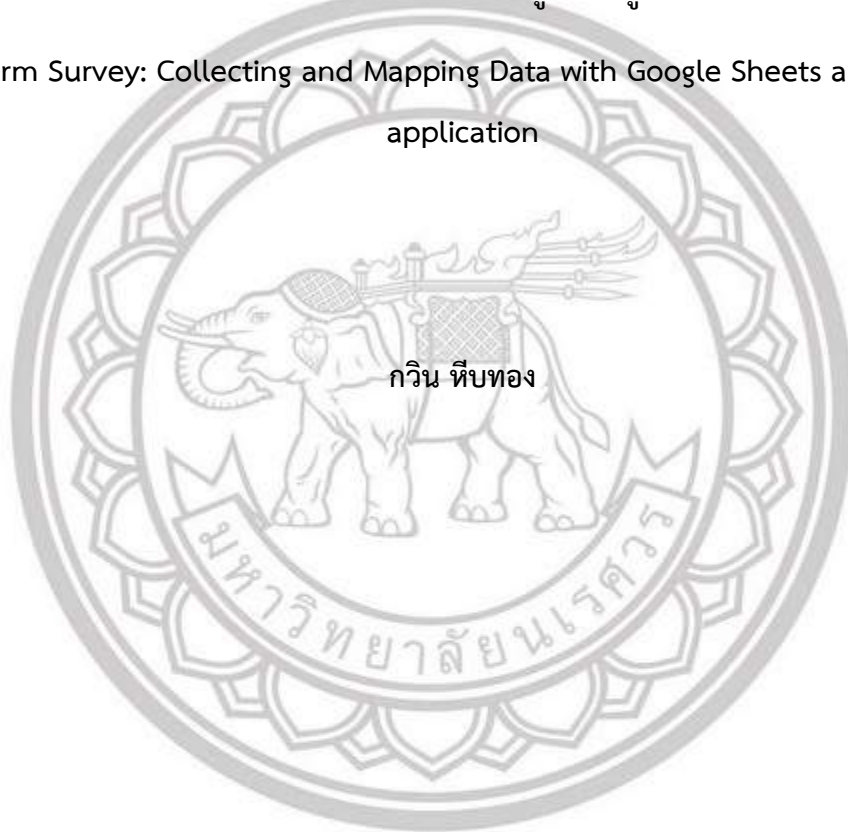 rm Survey: Collecting and Mapping Data with Google Sheets a
application
กวิน หีบทอง
มหาวิทยาลัยนเรศวร